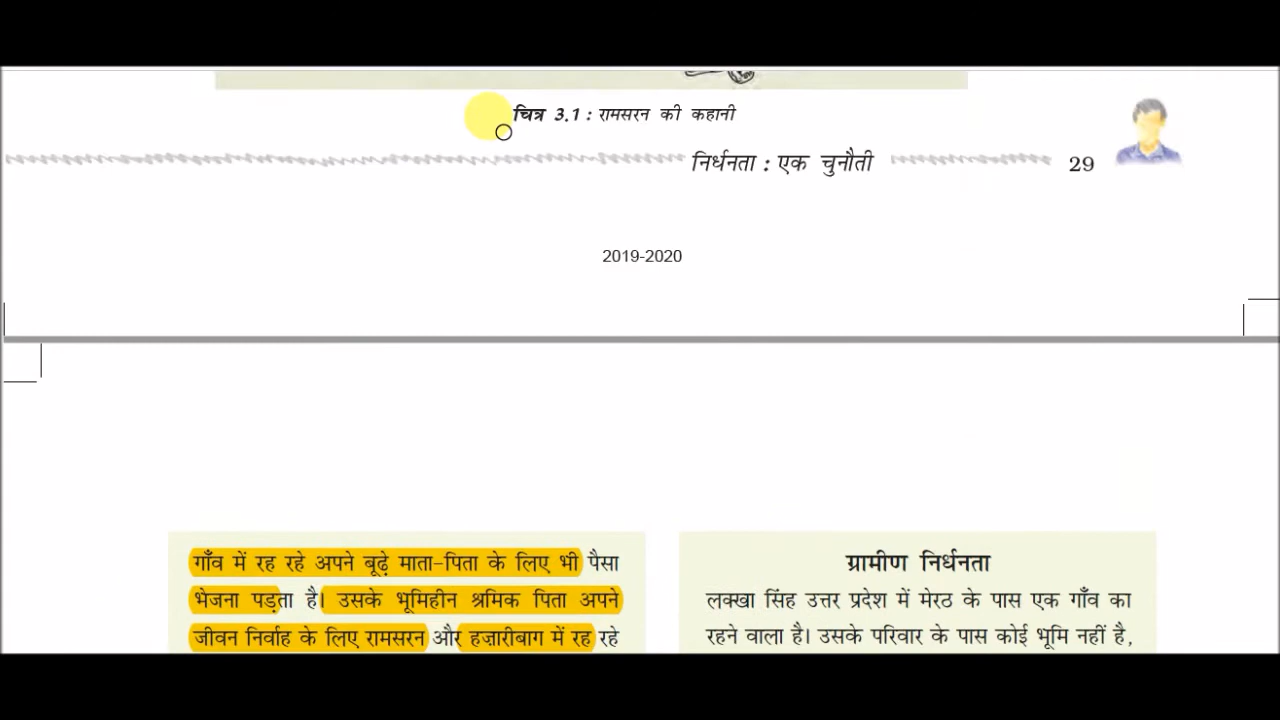 चित्र 3.1 : रामसरन की कहानी
निर्धनता : एक चुनौती 29
2019-2020
गाँव में रह रहे अपने बूढ़े माता-पिता के लिए भी पैसा
भेजना पड़ता है। उसके भूमिहीन श्रमिक पिता अपने
जीवन निर्वाह के लिए रामसरन और हज़ारीबाग में रह रहे
ग्रामीण निर्धनता
लक्खा सिंह उत्तर प्रदेश में मेरठ के पास एक गाँव का
रहने वाला है। उसके परिवार के पास कोई भूमि नहीं है,